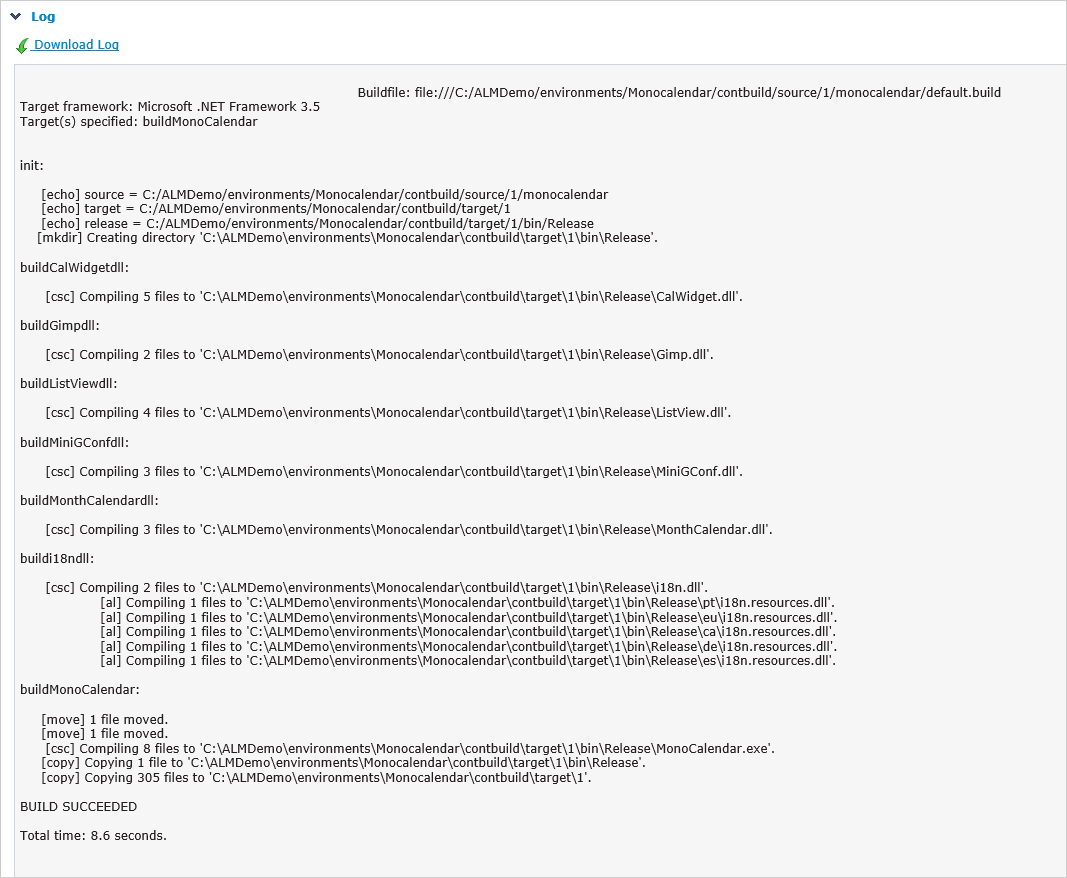 Log
Download Log
Buildfile: file:///C:/ALMDemo/environments/Monocalendar/contbuild/source/1/monocalendar/default.build
Target framework: Microsoft .NET Framework 3.5
Target(s) specified: buildMonoCalendar
init:
[echo] source = C:/ALMDemo/environments/Monocalendar/contbuild/source/1/monocalendar
[echo] target = C:/ALMDemo/environments/Monocalendar/contbuild/target/1
[echo] release = C:/ALMDemo/environments/Monocalendar/contbuild/target/1/bin/Release
[mkdir] Creating directory 'C:\ALMDemo\environments\Monocalendar\contbuild\target\1\bin\Release'.
buildCalWidgetdll:
[csc] Compiling 5 files to 'C:\ALMDemo\environments\Monocalendar\contbuild\target\1\bin\Release\CalWidget.dll'.
buildGimpdll:
[csc] Compiling 2 files to 'C:\ALMDemo\environments\Monocalendar\contbuild\target\1\bin\Release\Gimp.dll'.
buildListViewdll:
[csc] Compiling 4 files to 'C:\ALMDemo\environments\Monocalendar\contbuild\target\1\bin\Release\ListView.dll'.
buildMiniGConfdll:
[csc] Compiling 3 files to 'C:\ALMDemo\environments\Monocalendar\contbuild\target\1\bin\Release\MiniGConf.dll'.
buildMonthCalendardll:
[csc] Compiling 3 files to 'C:\ALMDemo\environments\Monocalendar\contbuild\target\1\bin\Release\MonthCalendar.dll'.
buildi18ndll:
[csc] Compiling 2 files to 'C:\ALMDemo\environments\Monocalendar\contbuild\target\1\bin\Release\i18n.dll'.
[al] Compiling 1 files to 'C:\ALMDemo\environments\Monocalendar\contbuild\target\1\bin\Release\pt\i18n.resources.dll'.
[al] Compiling 1 files to 'C:\ALMDemo\environments\Monocalendar\contbuild\target\1\bin\Release\eu\i18n.resources.dll'.
[al] Compiling 1 files to 'C:\ALMDemo\environments\Monocalendar\contbuild\target\1\bin\Release\ca\i18n.resources.dll'.
[al] Compiling 1 files to 'C:\ALMDemo\environments\Monocalendar\contbuild\target\1\bin\Release\de\i18n.resources.dll'.
[al] Compiling 1 files to 'C:\ALMDemo\environments\Monocalendar\contbuild\target\1\bin\Release\es\i18n.resources.dll'.
buildMonoCalendar:
[move] 1 file moved.
[move] 1 file moved.
[csc] Compiling 8 files to 'C:\ALMDemo\environments\Monocalendar\contbuild\target\1\bin\Release\MonoCalendar.exe'.
[copy] Copying 1 file to 'C:\ALMDemo\environments\Monocalendar\contbuild\target\1\bin\Release'.
[copy] Copying 305 files to 'C:\ALMDemo\environments\Monocalendar\contbuild\target\1'.
BUILD SUCCEEDED
Total time: 8.6 seconds.